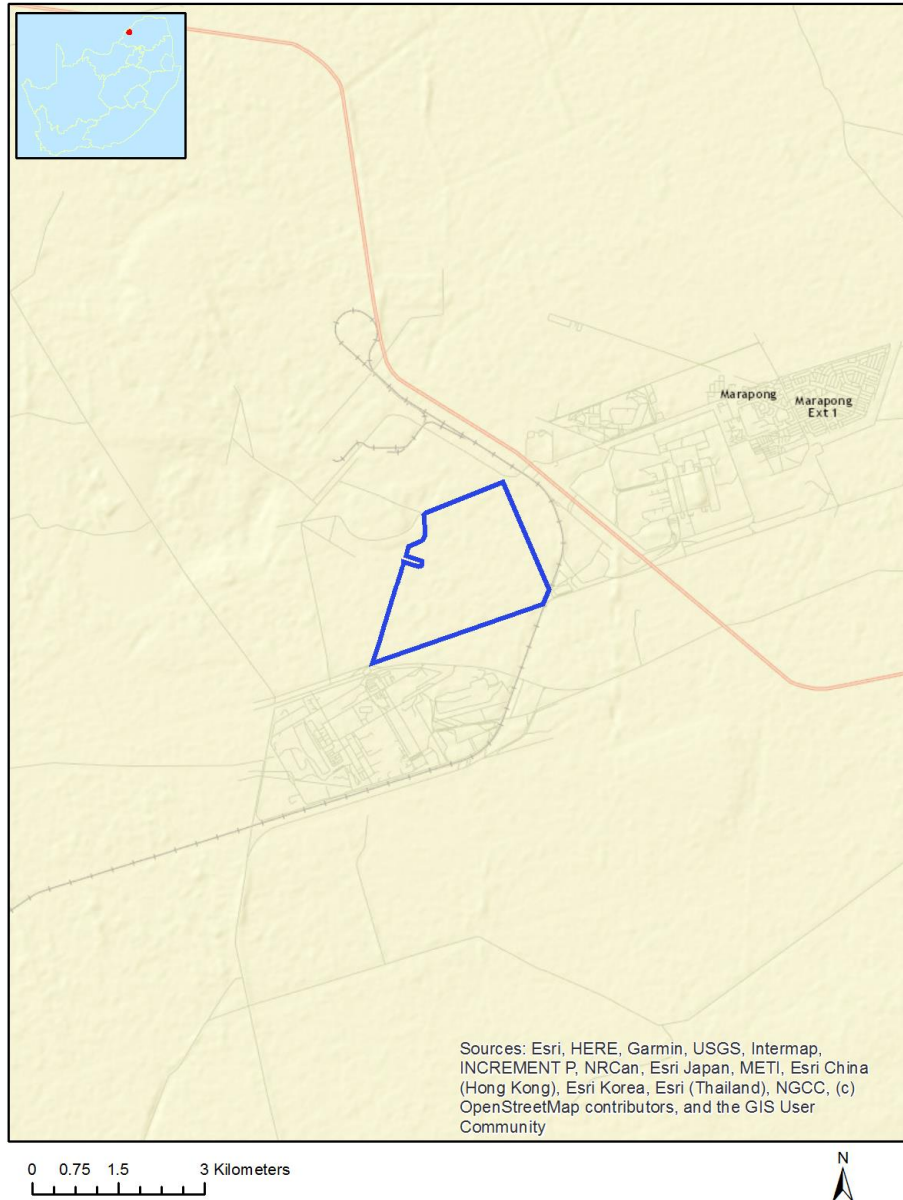 Marapong
Marapong
Ext 1
Sources: Esri, HERE, Garmin, USGS, Intermap,
INCREMENT P, NRCan, Esri Japan, METI, Esri China
(Hong Kong), Esri Korea, Esri (Thailand), NGCC, (c)
OpenStreetMap contributors, and the GIS User
Community
0 0.75 1.5 3 Kilometers
N